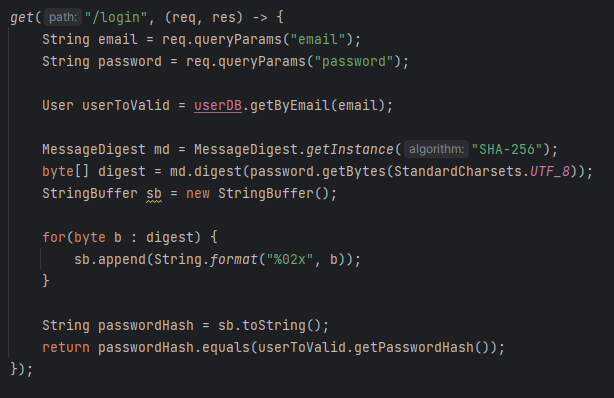 get( path: "/login", (req, res) -> {
    String email = req.queryParams("email");
    String password = req.queryParams("password");

    User userToValid = userDB.getByEmail(email);

    MessageDigest md = MessageDigest.getInstance( algorithm: "SHA-256");
    byte[] digest = md.digest(password.getBytes(StandardCharsets.UTF_8));
    StringBuffer sb = new StringBuffer();

    for(byte b : digest) {
        sb.append(String.format("%02x", b));
    }

    String passwordHash = sb.toString();
    return passwordHash.equals(userToValid.getPasswordHash());
});